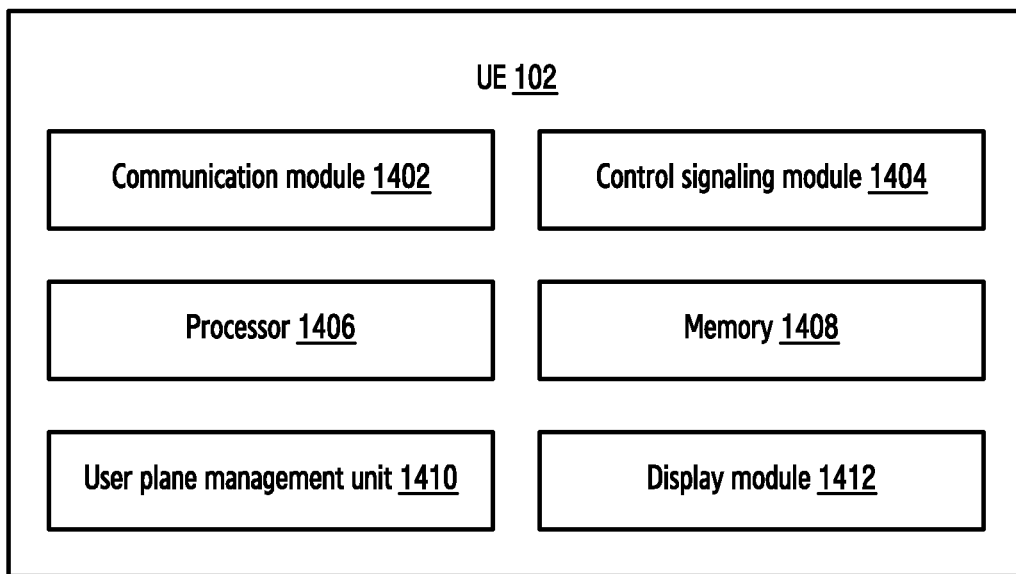 UE 102
Communication module 1402
Control signaling module 1404
Processor 1406
Memory 1408
User plane management unit 1410
Display module 1412